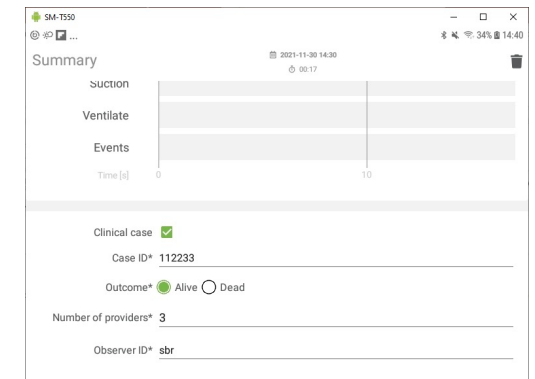 SM-T550
... 34% 14:40
Summary
2021-11-30 14:30
00:17
Suction
Ventilate
Events
Time [s] 0 10
Clinical case
Case ID* 112233
Outcome* Alive Dead
Number of providers* 3
Observer ID* sbr